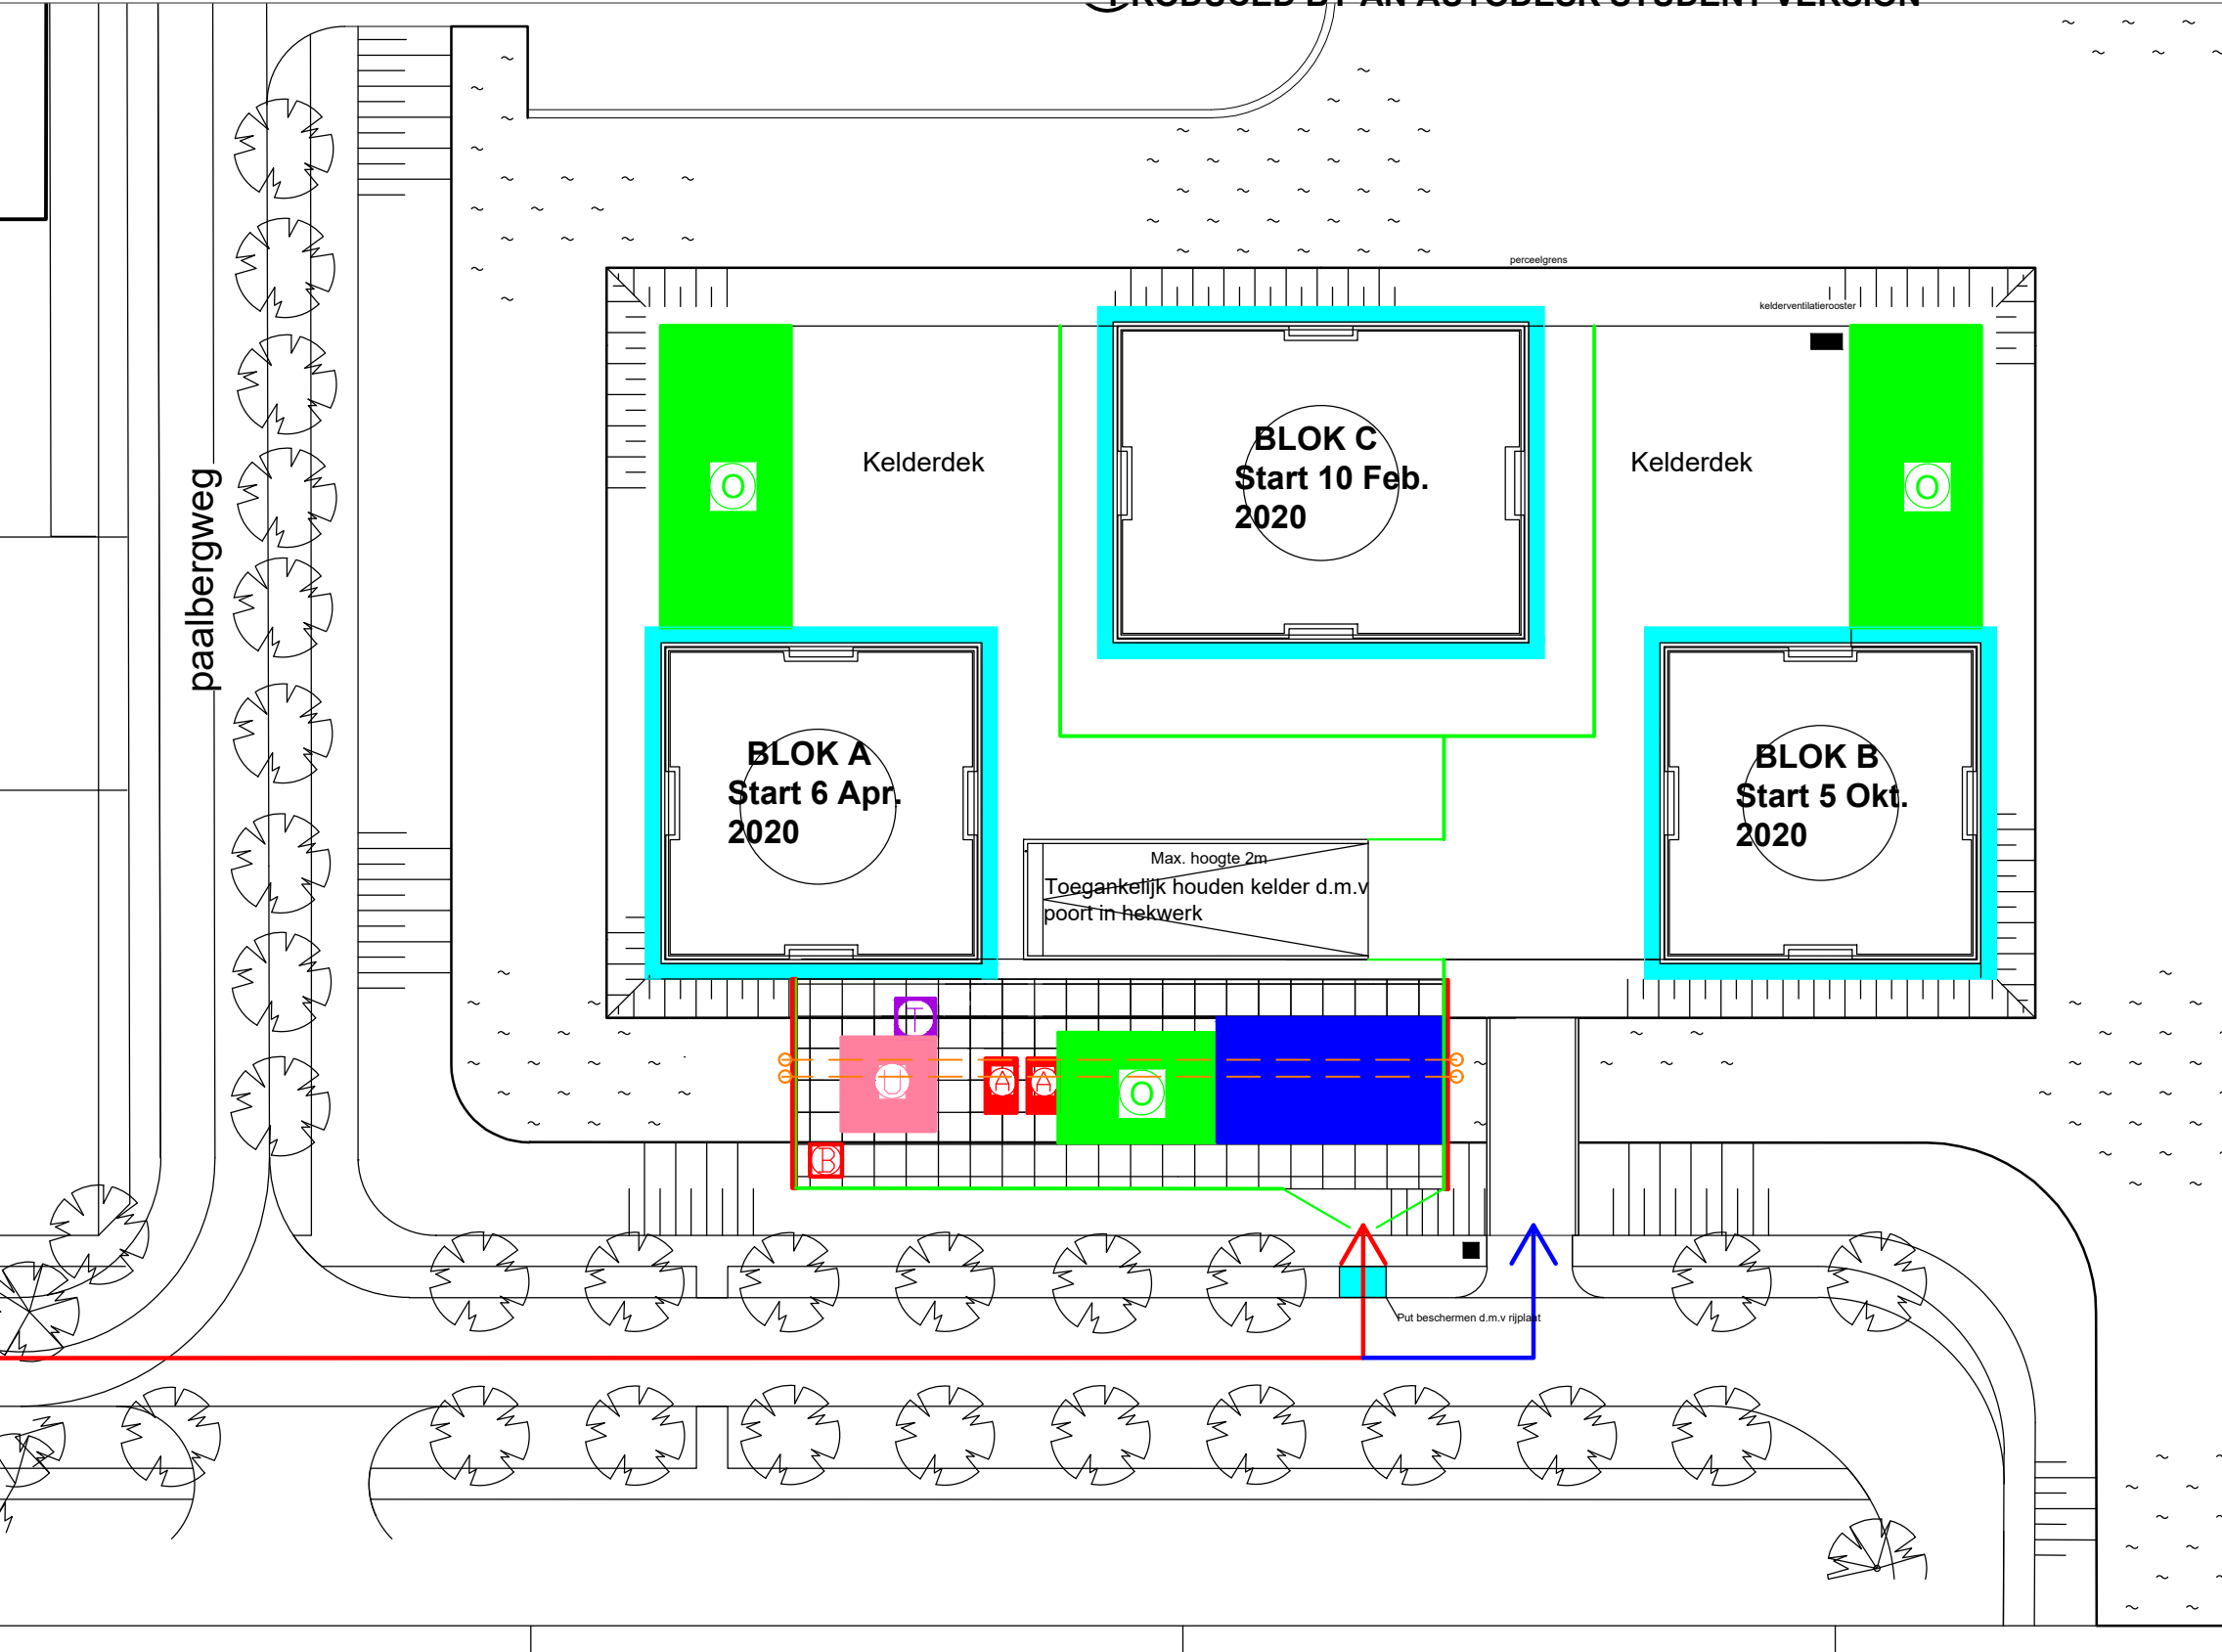 PRODUCED BY AN AUTODESK STUDENT VERSION
perceelgrens
kelderventilatierooster
BLOK C
Start 10 Feb.
2020
Kelderdek
Kelderdek
O
O
paalbergweg
BLOK A
Start 6 Apr.
2020
BLOK B
Start 5 Okt.
2020
Max. hoogte 2m
Toegankelijk houden kelder d.m.v
poort in hekwerk
T
U
A
A
O
B
Put beschermen d.m.v rijplaat